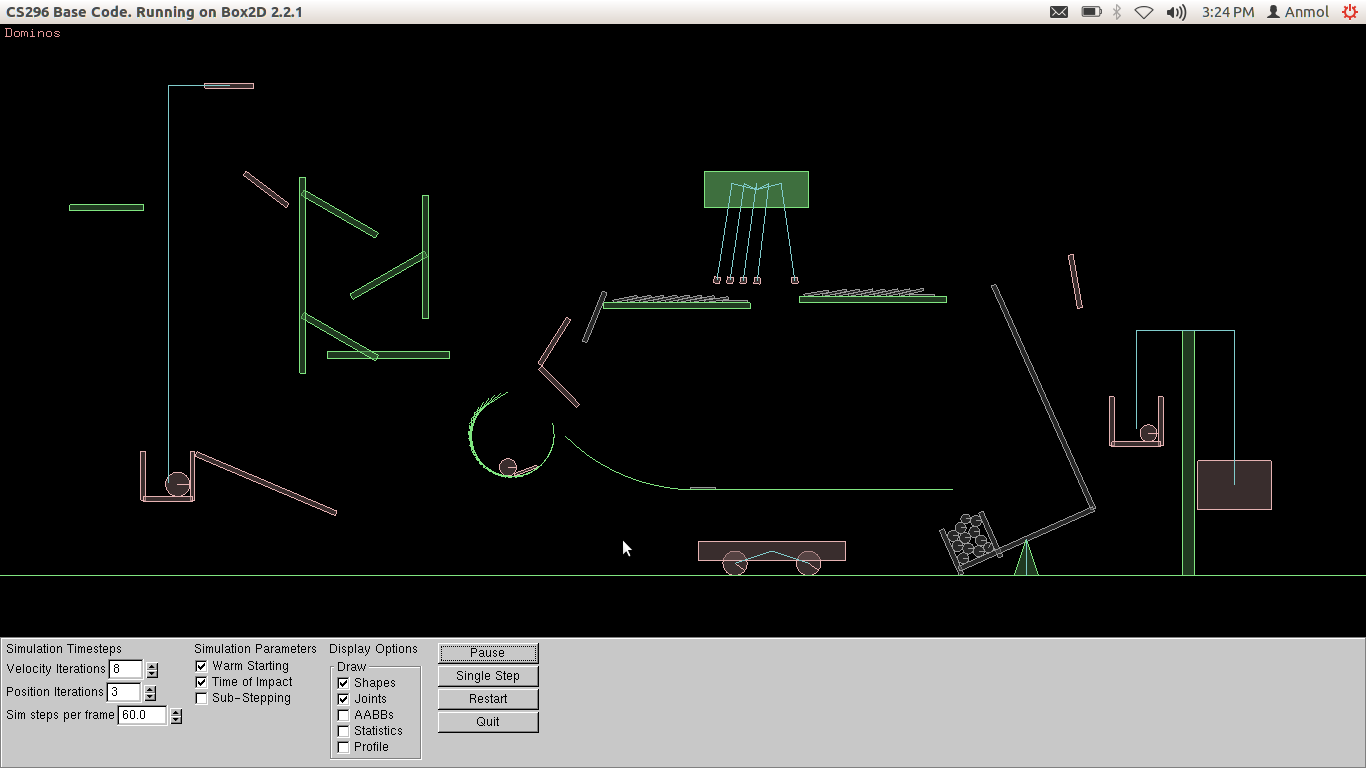 CS296 Base Code. Running on Box2D 2.2.1
3:24 PM
Anmol
Dominos
Simulation Timesteps
Velocity Iterations 8
Position Iterations 3
Sim steps per frame 60.0
Simulation Parameters
Warm Starting
Time of Impact
Sub-Stepping
Display Options
Draw
Shapes
Joints
AABBs
Statistics
Profile
Pause
Single Step
Restart
Quit